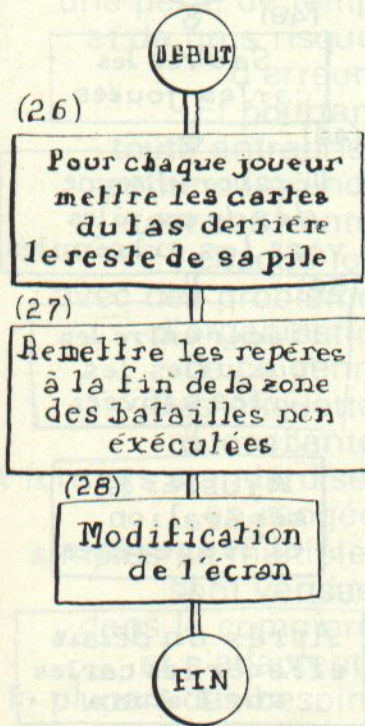 DEBUT
(26)
Pour chaque joueur
mettre les cartes
du tas derrière
le reste de sa pile
(27)
Remettre les repères
à la fin de la zone
des batailles non
éxécutées
(28)
Modification
de l'écran
FIN